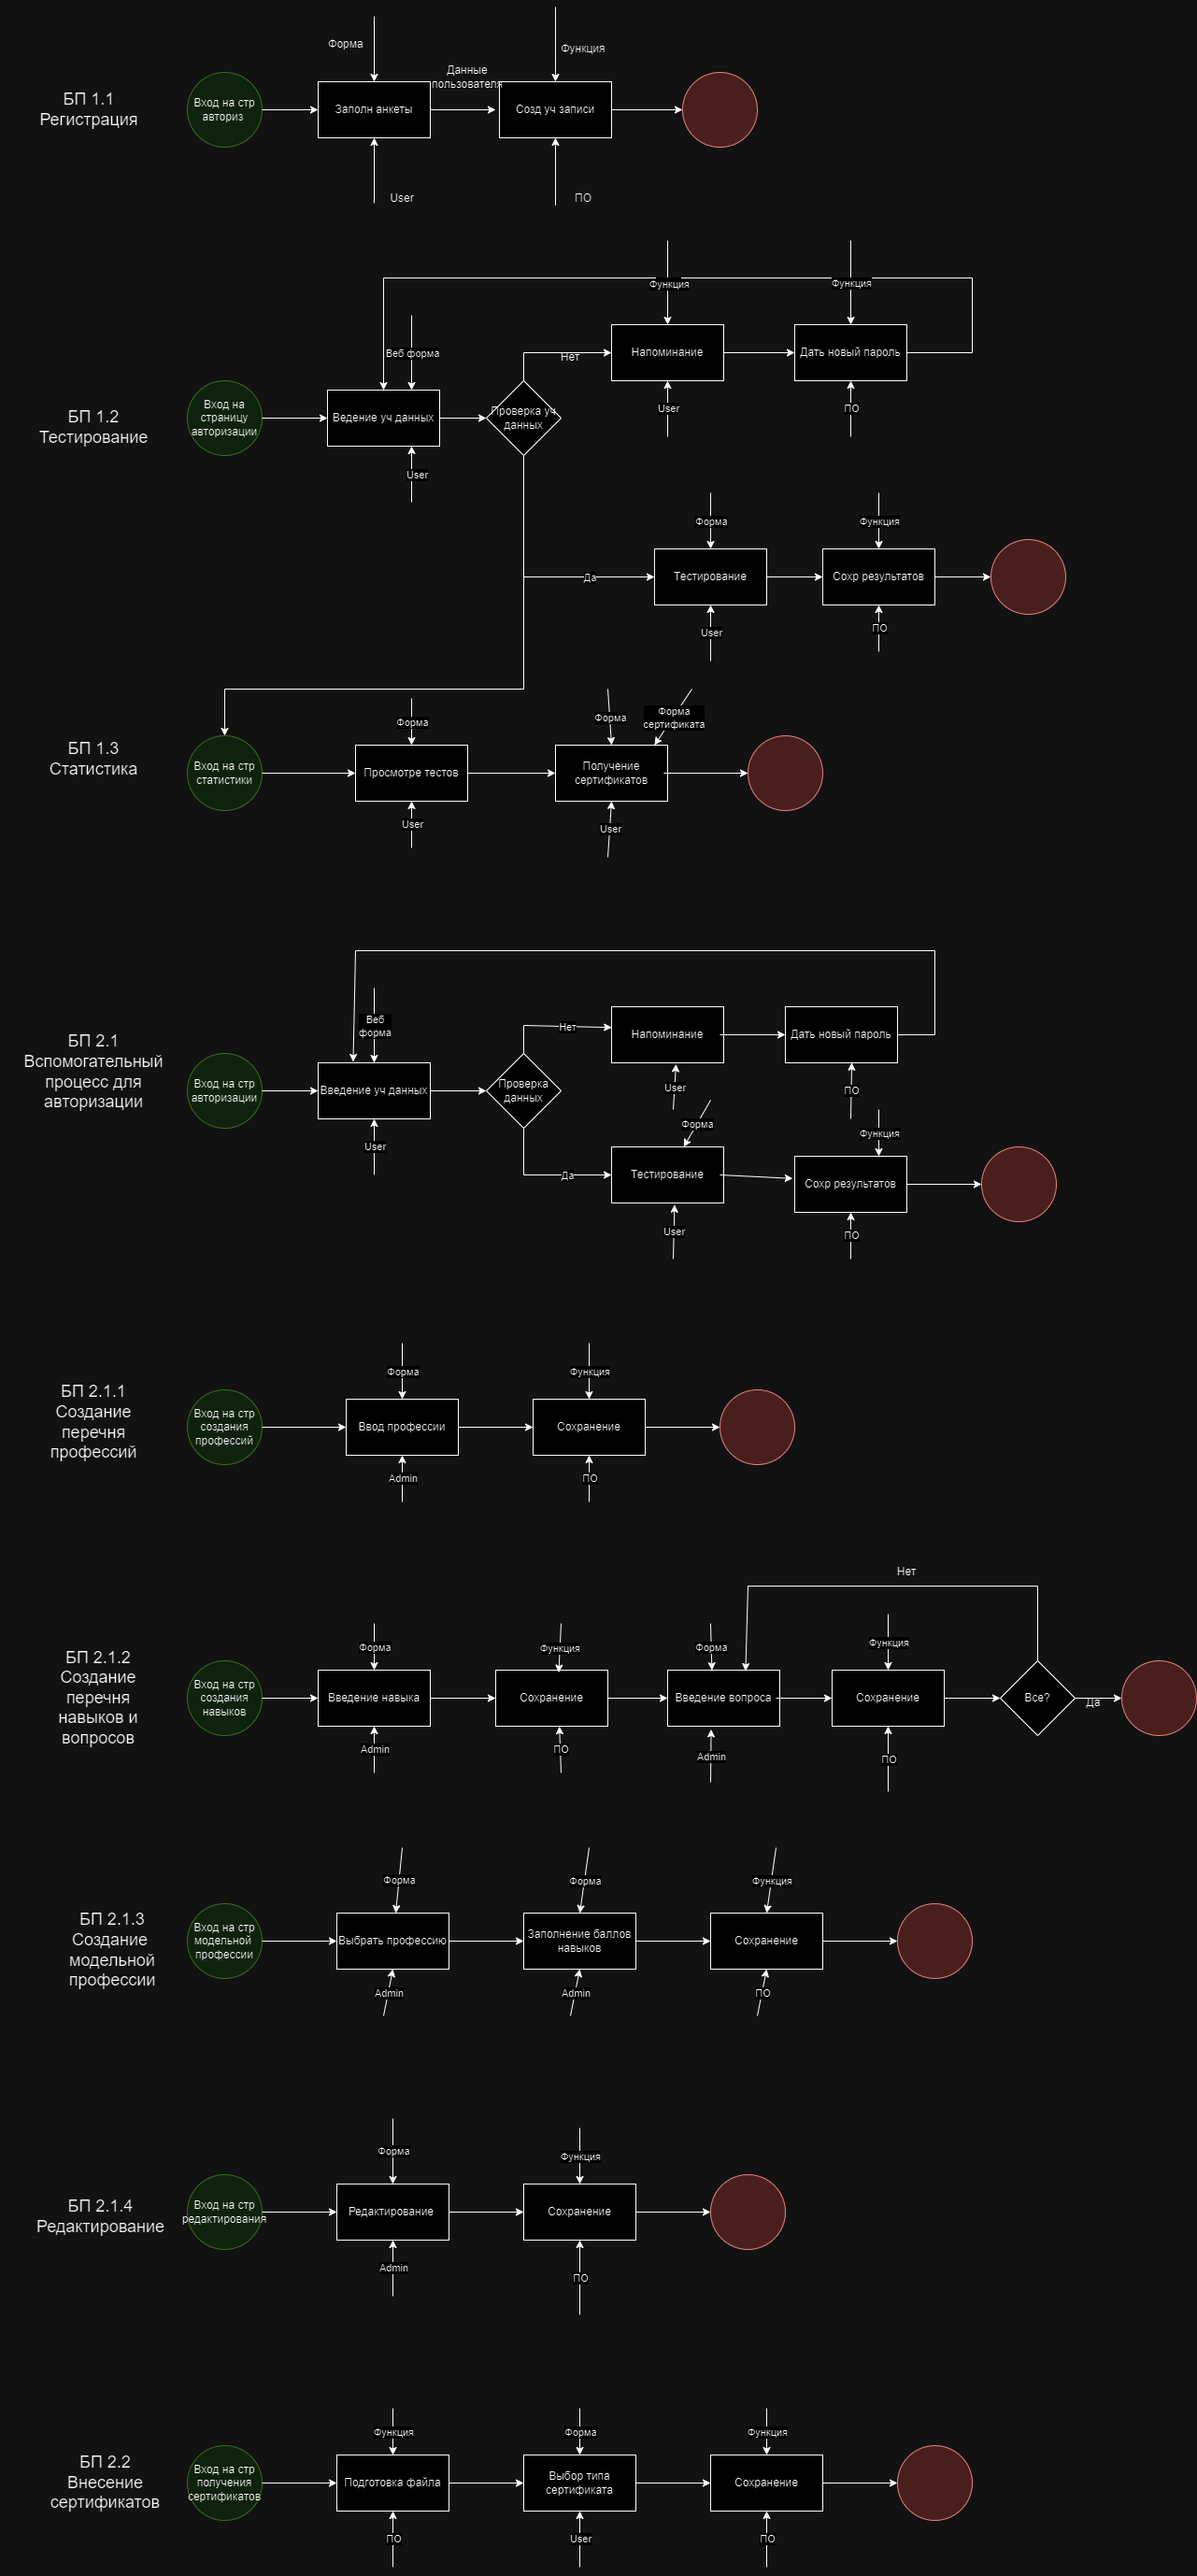 БП 1.1
Регистрация
Вход на стр
авториз
Форма
Заполн анкеты
User
Данные
пользователя
Функция
Созд уч записи
ПО
БП 1.2
Тестирование
Вход на
страницу
авторизации
Веб форма
Ведение уч данных
User
Проверка уч
данных
Нет
Функция
Напоминание
User
Функция
Дать новый пароль
ПО
Да
Форма
Тестирование
User
Функция
Сохр результатов
ПО
БП 1.3
Статистика
Вход на стр
статистики
Форма
Просмотре тестов
User
Форма
Форма
сертификата
Получение
сертификатов
User
БП 2.1
Вспомогательный
процесс для
авторизации
Вход на стр
авторизации
Веб
форма
Введение уч данных
User
Проверка
данных
Нет
Напоминание
User
Дать новый пароль
ПО
Да
Форма
Тестирование
User
Функция
Сохр результатов
ПО
БП 2.1.1
Создание
перечня
профессий
Вход на стр
создания
профессий
Форма
Ввод профессии
Admin
Функция
Сохранение
ПО
БП 2.1.2
Создание
перечня
навыков и
вопросов
Вход на стр
создания
навыков
Форма
Введение навыка
Admin
Функция
Сохранение
ПО
Форма
Введение вопроса
Admin
Функция
Сохранение
ПО
Нет
Все?
Да
БП 2.1.3
Создание
модельной
профессии
Вход на стр
модельной
профессии
Форма
Выбрать профессию
Admin
Форма
Заполнение баллов
навыков
Admin
Функция
Сохранение
ПО
БП 2.1.4
Редактирование
Вход на стр
редактирования
Форма
Редактирование
Admin
Функция
Сохранение
ПО
БП 2.2
Внесение
сертификатов
Вход на стр
получения
сертификатов
Функция
Подготовка файла
ПО
Форма
Выбор типа
сертификата
User
Функция
Сохранение
ПО